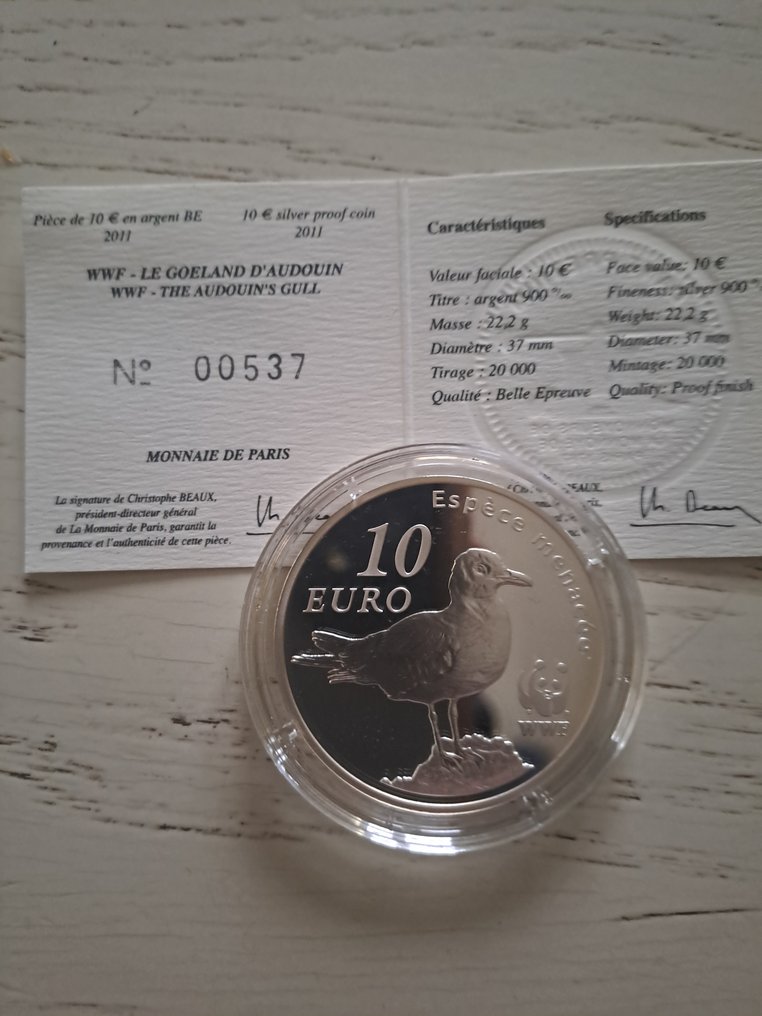 Pièce de 10 € en argent BE
2011
10 € silver proof coin
2011
WWF - LE GOELAND D'AUDOUIN
WWF - THE AUDOUIN'S GULL
Nº 00537
MONNAIE DE PARIS
La signature de Christophe BEAUX,
président-directeur général
de La Monnaie de Paris, garantit la
provenance et l'authenticité de cette pièce.
Caractéristiques
Valeur faciale : 10 €
Titre : argent 900 °/°°
Masse : 22,2 g
Diamètre : 37 mm
Tirage : 20 000
Qualité : Belle Epreuve
Specifications
Face value: 10 €
Fineness: silver 900
Weight: 22,2 g
Diameter: 37 mm
Mintage: 20 000
Quality: Proof finish
Espèce menacée
10
EURO
WWF